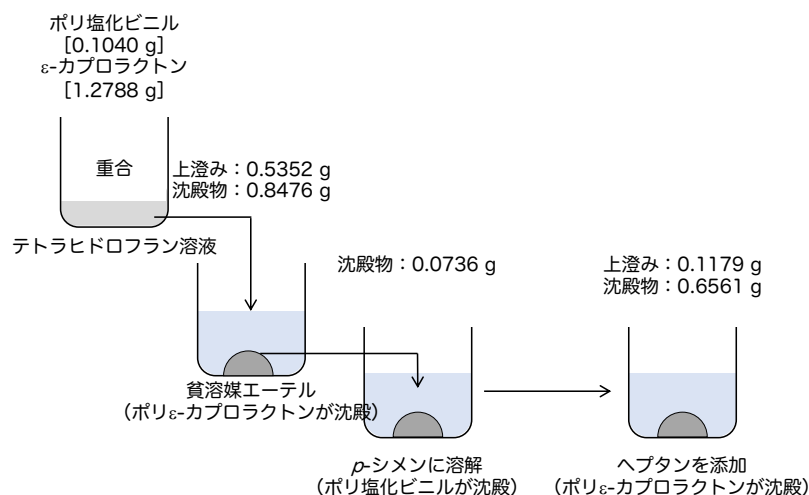 ポリ塩化ビニル
[0.1040 g]
ε-カプロラクトン
[1.2788 g]
重合
上澄み：0.5352 g
沈殿物：0.8476 g
テトラヒドロフラン溶液
沈殿物：0.0736 g
上澄み：0.1179 g
沈殿物：0.6561 g
貧溶媒エーテル
（ポリε-カプロラクトンが沈殿）
p-シメンに溶解
（ポリ塩化ビニルが沈殿）
ヘプタンを添加
（ポリε-カプロラクトンが沈殿）